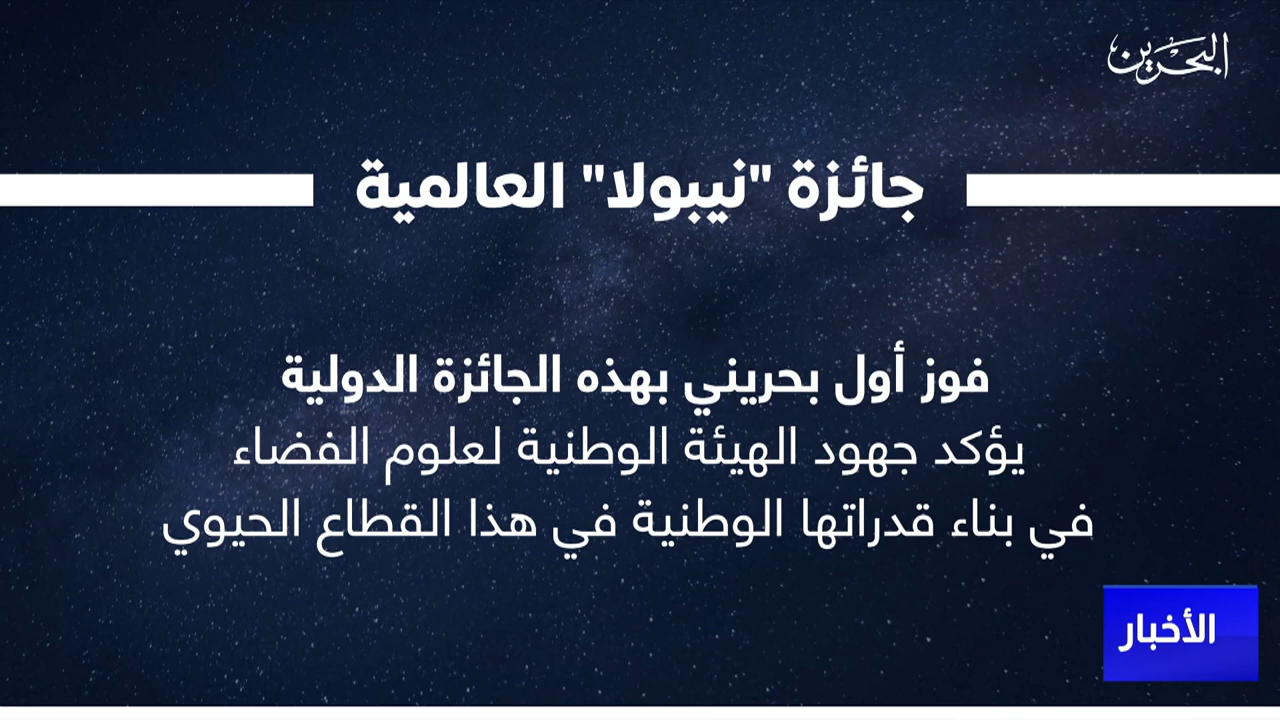 البحرين
جائزة "نيبولا" العالمية
فوز أول بحريني بهذه الجائزة الدولية
يؤكد جهود الهيئة الوطنية لعلوم الفضاء
في بناء قدراتها الوطنية في هذا القطاع الحيوي
الأخبار